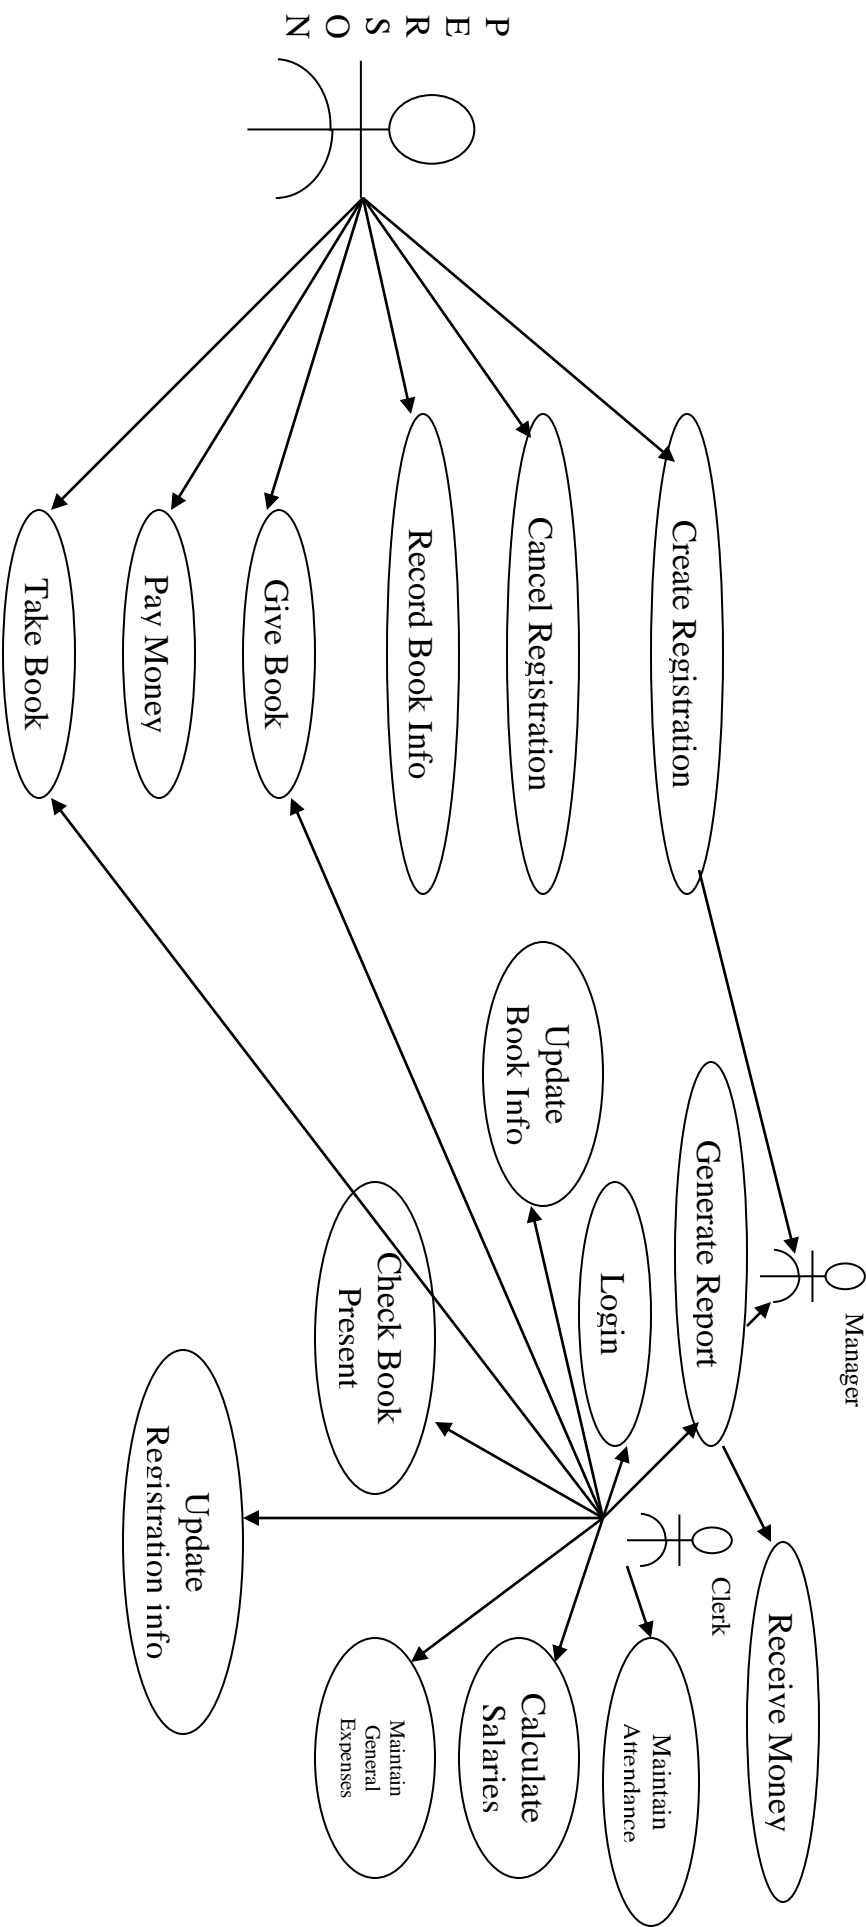 P
E
R
S
O
N
Create Registration
Cancel Registration
Record Book Info
Give Book
Pay Money
Take Book
Manager
Generate Report
Update
Book Info
Login
Check Book
Present
Update
Registration info
Clerk
Receive Money
Maintain
Attendance
Calculate
Salaries
Maintain
General
Expenses